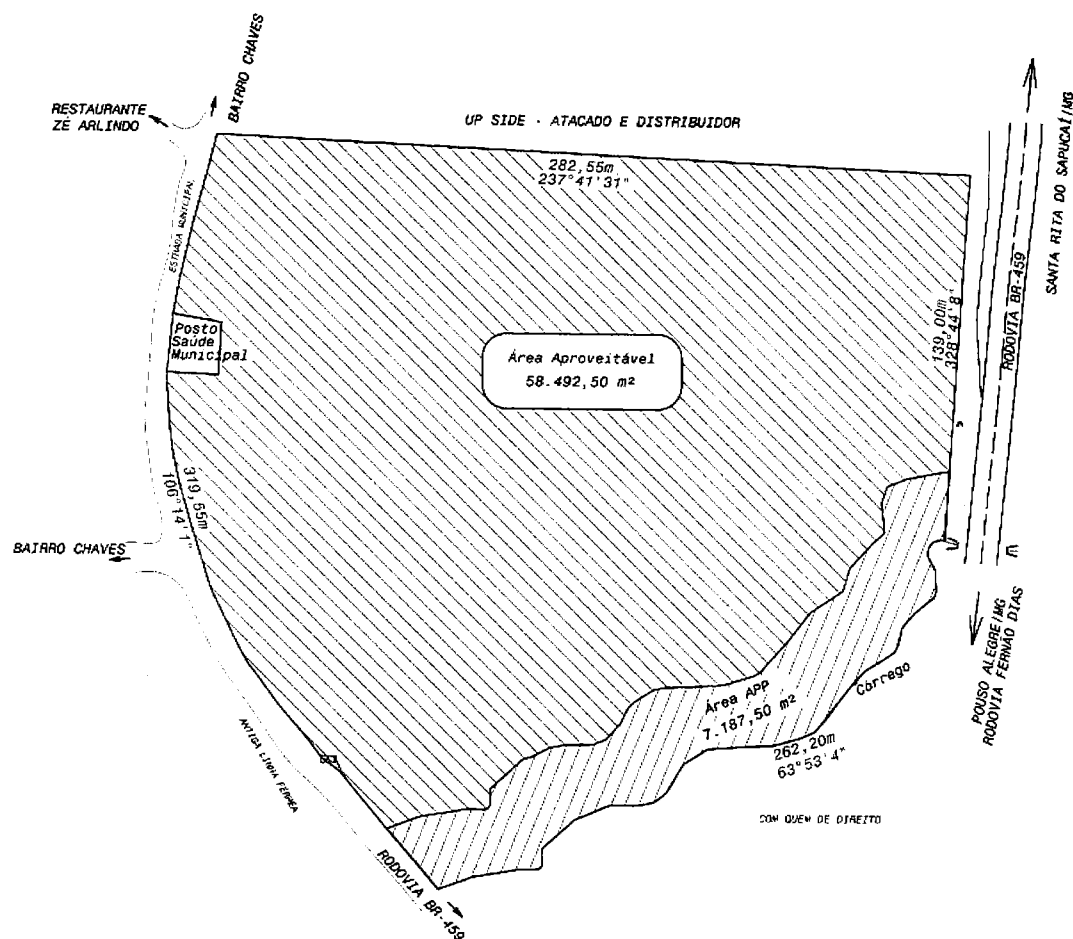 BAIRRO CHAVES
RESTAURANTE
ZÉ ARLINDO
UP SIDE - ATACADO E DISTRIBUIDOR
SANTA RITA DO SAPUCAÍ/MG
282,55m
237°41'31"
ESTRADA MUNICIPAL
RODOVIA BR-459
139,00m
328°44'8"
Posto
Saúde
Municipal
Área Aproveitável
58.492,50 m²
319,65m
106°14'1"
BAIRRO CHAVES
POUSO ALEGRE/MG
RODOVIA FERNÃO DIAS
Córrego
Área APP
7.187,50 m²
262,20m
63°53'4"
ANTIGA LINHA FÉRREA
COM QUEM DE DIREITO
RODOVIA BR-459